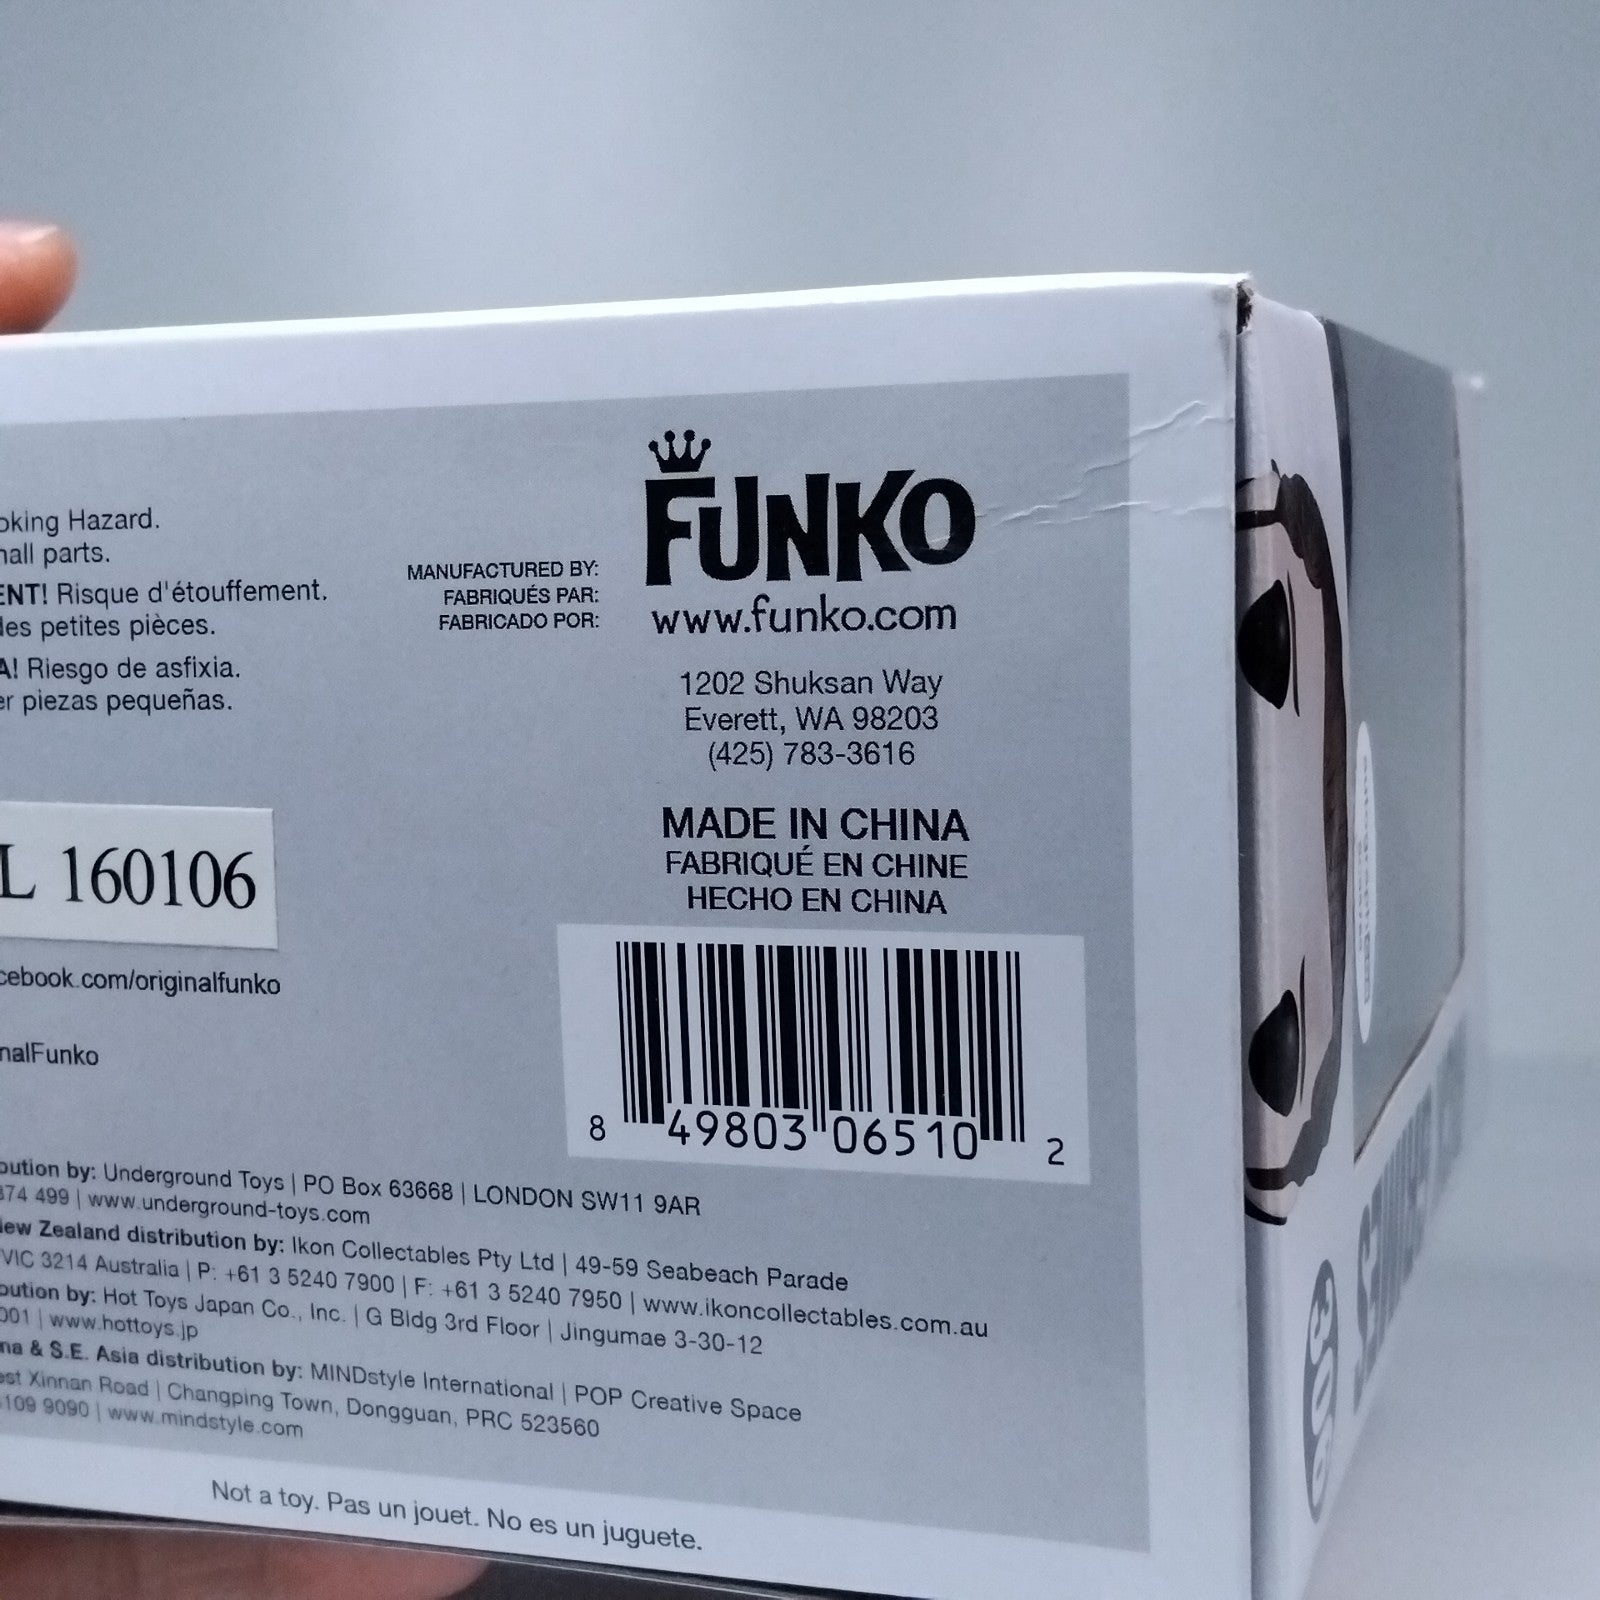 oking Hazard.
nall parts.
ENT! Risque d'étouffement.
des petites pièces.
A! Riesgo de asfixia.
er piezas pequeñas.
MANUFACTURED BY:
FABRIQUÉS PAR:
FABRICADO POR:
FUNKO
www.funko.com
1202 Shuksan Way
Everett, WA 98203
(425) 783-3616
MADE IN CHINA
FABRIQUÉ EN CHINE
HECHO EN CHINA
L 160106
cebook.com/originalfunko
nalFunko
8 49803 06510 2
bution by: Underground Toys | PO Box 63668 | LONDON SW11 9AR
374 499 | www.underground-toys.com
New Zealand distribution by: Ikon Collectables Pty Ltd | 49-59 Seabeach Parade
VIC 3214 Australia | P: +61 3 5240 7900 | F: +61 3 5240 7950 | www.ikoncollectables.com.au
bution by: Hot Toys Japan Co., Inc. | G Bldg 3rd Floor | Jingumae 3-30-12
001 | www.hottoys.jp
na & S.E. Asia distribution by: MINDstyle International | POP Creative Space
est Xinnan Road | Changping Town, Dongguan, PRC 523560
109 9090 | www.mindstyle.com
Not a toy. Pas un jouet. No es un juguete.